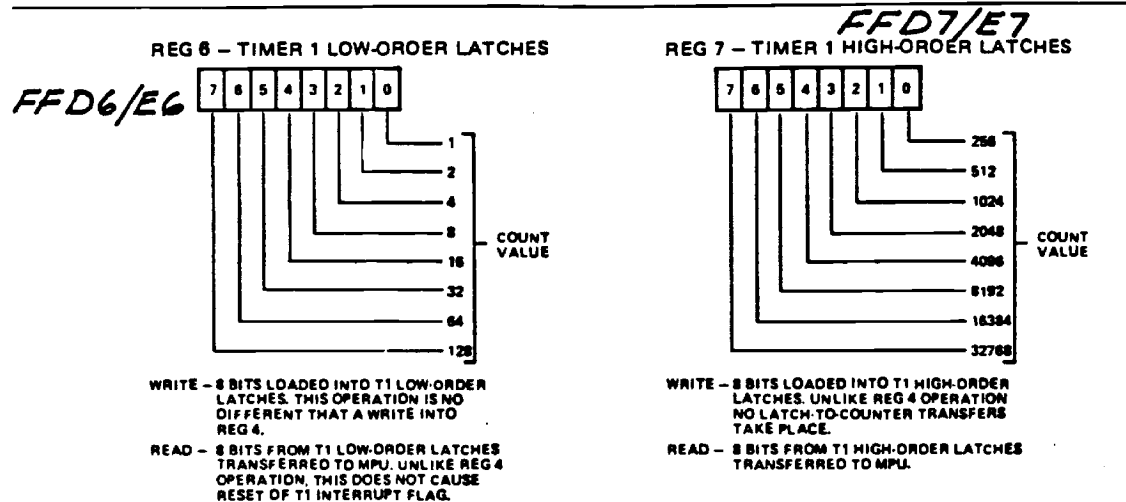 FFD7/E7
REG 6 – TIMER 1 LOW-ORDER LATCHES
FFD6/E6
7 6 5 4 3 2 1 0
1
2
4
8
16
32
64
128
COUNT
VALUE
WRITE – 8 BITS LOADED INTO T1 LOW-ORDER
LATCHES. THIS OPERATION IS NO
DIFFERENT THAT A WRITE INTO
REG 4.
READ – 8 BITS FROM T1 LOW-ORDER LATCHES
TRANSFERRED TO MPU. UNLIKE REG 4
OPERATION, THIS DOES NOT CAUSE
RESET OF T1 INTERRUPT FLAG.
REG 7 – TIMER 1 HIGH-ORDER LATCHES
7 6 5 4 3 2 1 0
256
512
1024
2048
4096
8192
16384
32768
COUNT
VALUE
WRITE – 8 BITS LOADED INTO T1 HIGH-ORDER
LATCHES. UNLIKE REG 4 OPERATION
NO LATCH-TO-COUNTER TRANSFERS
TAKE PLACE.
READ – 8 BITS FROM T1 HIGH-ORDER LATCHES
TRANSFERRED TO MPU.